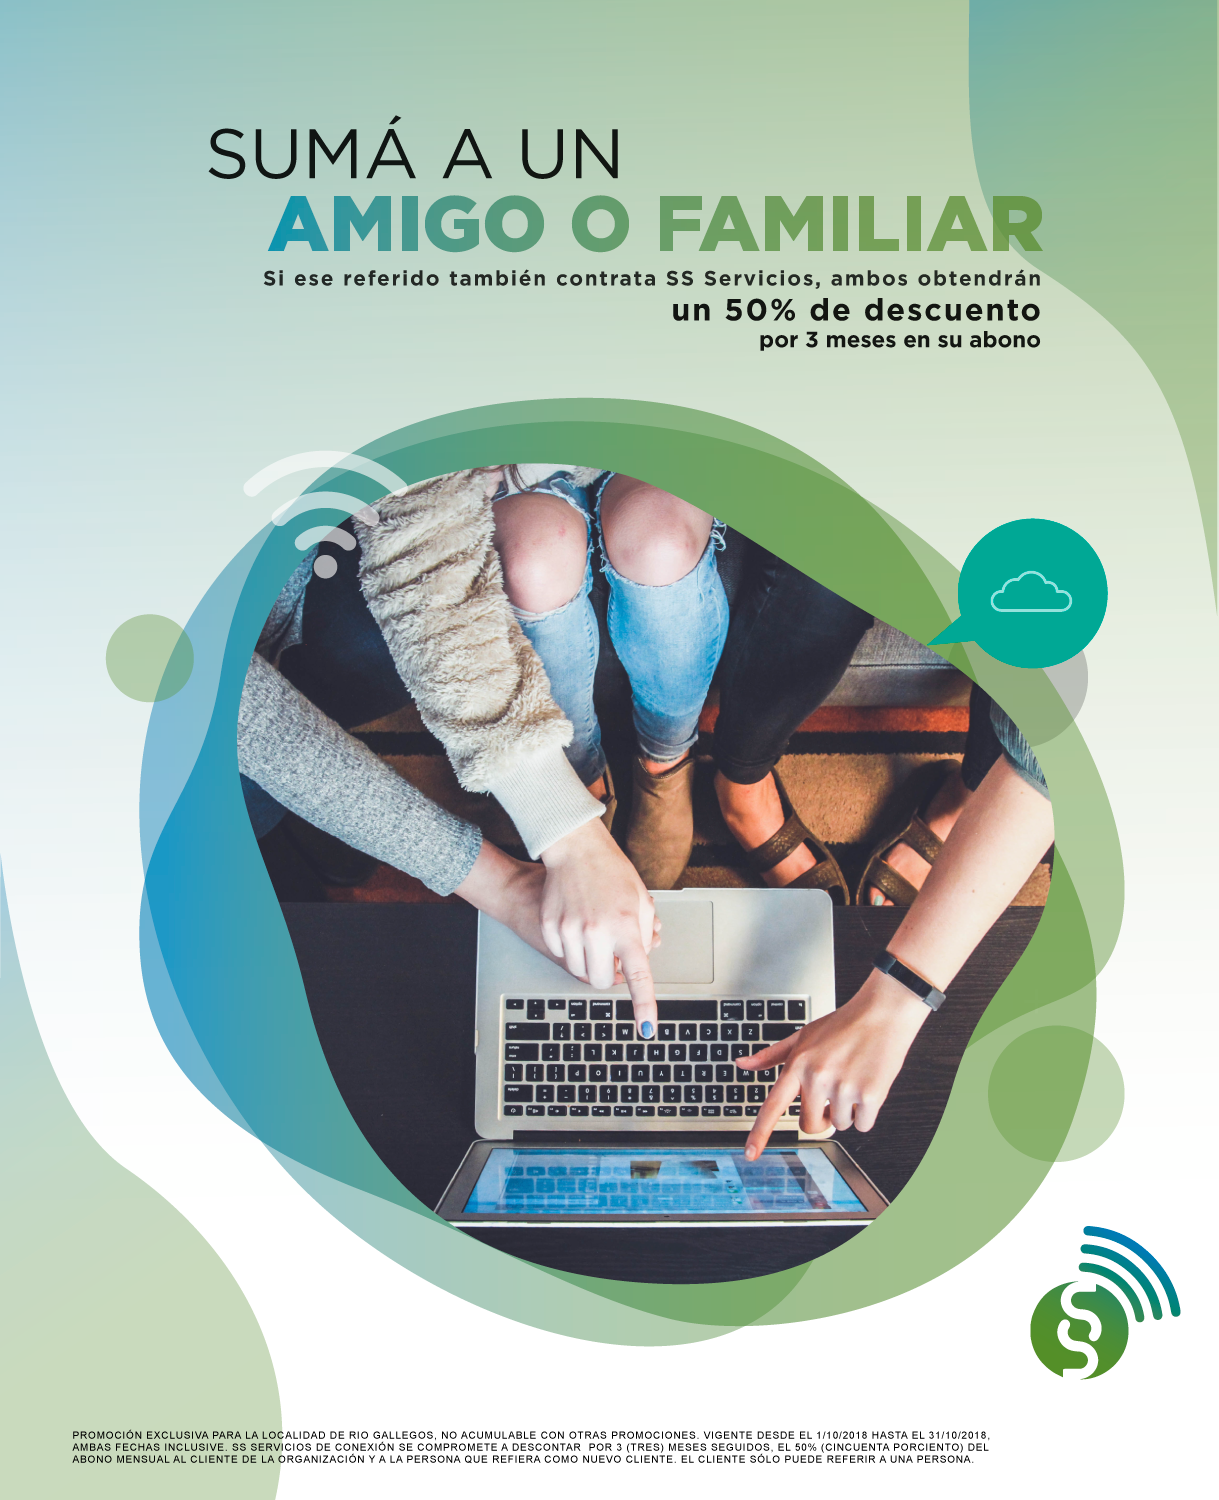 SUMÁ A UN
AMIGO O FAMILIAR
Si ese referido también contrata SS Servicios, ambos obtendrán
un 50% de descuento
por 3 meses en su abono
PROMOCIÓN EXCLUSIVA PARA LA LOCALIDAD DE RIO GALLEGOS, NO ACUMULABLE CON OTRAS PROMOCIONES. VIGENTE DESDE EL 1/10/2018 HASTA EL 31/10/2018,
AMBAS FECHAS INCLUSIVE. SS SERVICIOS DE CONEXIÓN SE COMPROMETE A DESCONTAR POR 3 (TRES) MESES SEGUIDOS, EL 50% (CINCUENTA PORCIENTO) DEL
ABONO MENSUAL AL CLIENTE DE LA ORGANIZACIÓN Y A LA PERSONA QUE REFIERA COMO NUEVO CLIENTE. EL CLIENTE SÓLO PUEDE REFERIR A UNA PERSONA.